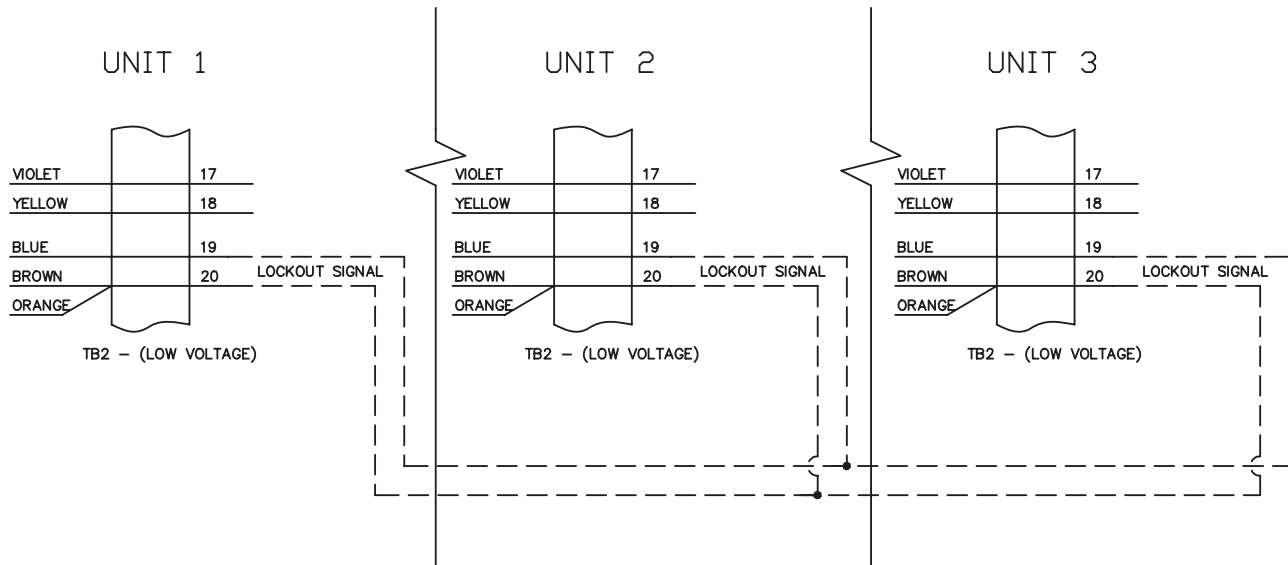 UNIT 1
VIOLET 17
YELLOW 18
BLUE 19
BROWN 20 LOCKOUT SIGNAL
ORANGE
TB2 - (LOW VOLTAGE)
UNIT 2
VIOLET 17
YELLOW 18
BLUE 19
BROWN 20 LOCKOUT SIGNAL
ORANGE
TB2 - (LOW VOLTAGE)
UNIT 3
VIOLET 17
YELLOW 18
BLUE 19
BROWN 20 LOCKOUT SIGNAL
ORANGE
TB2 - (LOW VOLTAGE)